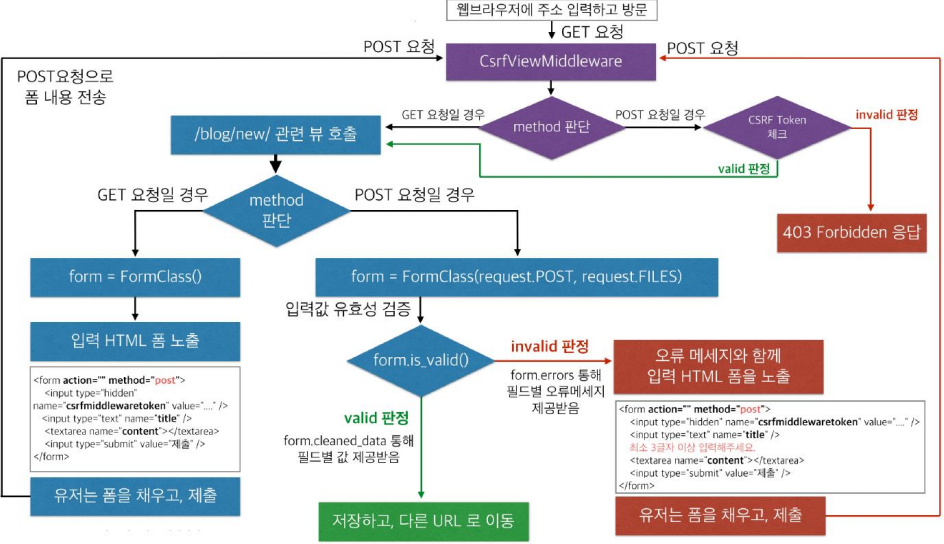 웹브라우저에 주소 입력하고 방문
GET 요청
POST 요청
POST 요청
CsrfViewMiddleware
POST요청으로
폼 내용 전송
GET 요청일 경우
method 판단
POST 요청일 경우
CSRF Token
체크
invalid 판정
/blog/new/ 관련 뷰 호출
valid 판정
GET 요청일 경우
method
판단
POST 요청일 경우
403 Forbidden 응답
form = FormClass()
form = FormClass(request.POST, request.FILES)
입력값 유효성 검증
입력 HTML 폼 노출
form.is_valid()
invalid 판정
form.errors 통해
필드별 오류메세지
제공받음
오류 메세지와 함께
입력 HTML 폼을 노출
<form action="" method="post">
<input type="hidden"
name="csrfmiddlewaretoken" value="...." />
<input type="text" name="title" />
<textarea name="content"></textarea>
<input type="submit" value="제출" />
</form>
valid 판정
form.cleaned_data 통해
필드별 값 제공받음
<form action="" method="post">
<input type="hidden" name="csrfmiddlewaretoken" value="...." />
<input type="text" name="title" />
최소 3글자 이상 입력해주세요.
<textarea name="content"></textarea>
<input type="submit" value="제출" />
</form>
유저는 폼을 채우고, 제출
저장하고, 다른 URL 로 이동
유저는 폼을 채우고, 제출